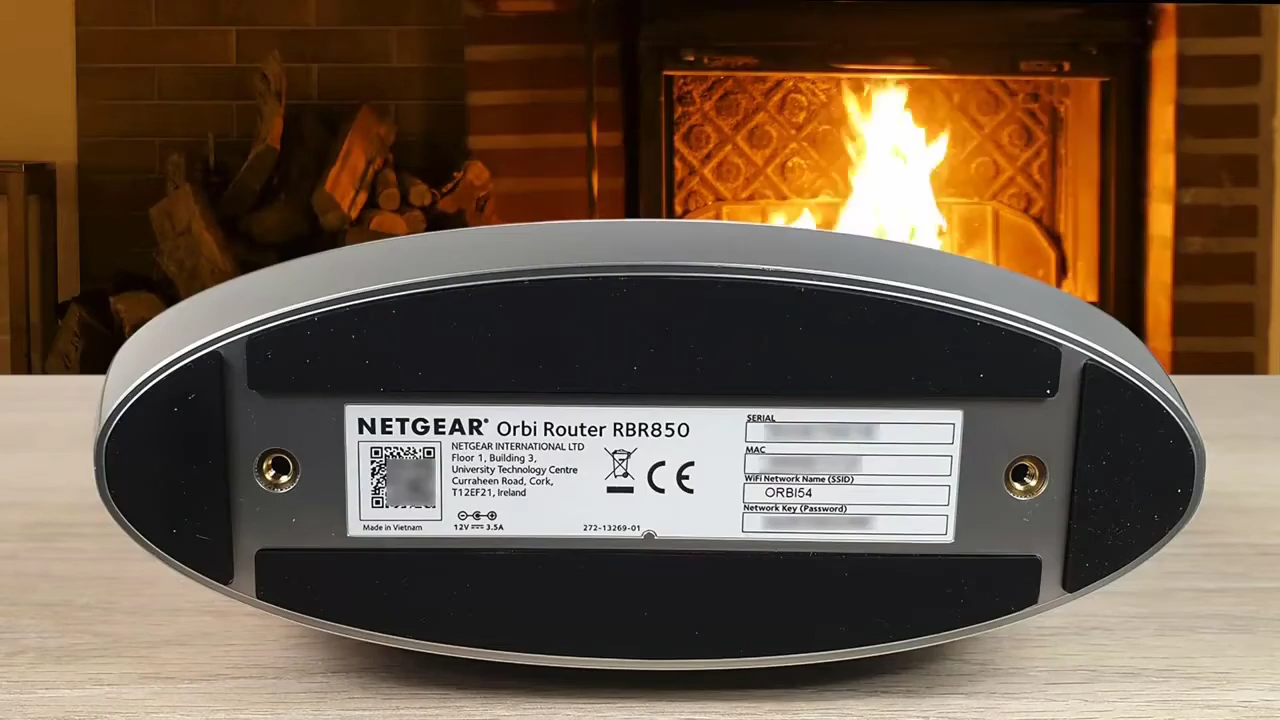 NETGEAR® Orbi Router RBR850
NETGEAR INTERNATIONAL LTD
Floor 1, Building 3,
University Technology Centre
Curraheen Road, Cork,
T12EF21, Ireland
CE
Made in Vietnam
12V 3.5A
272-13269-01
SERIAL
MAC
WiFi Network Name (SSID)
ORBI54
Network Key (Password)